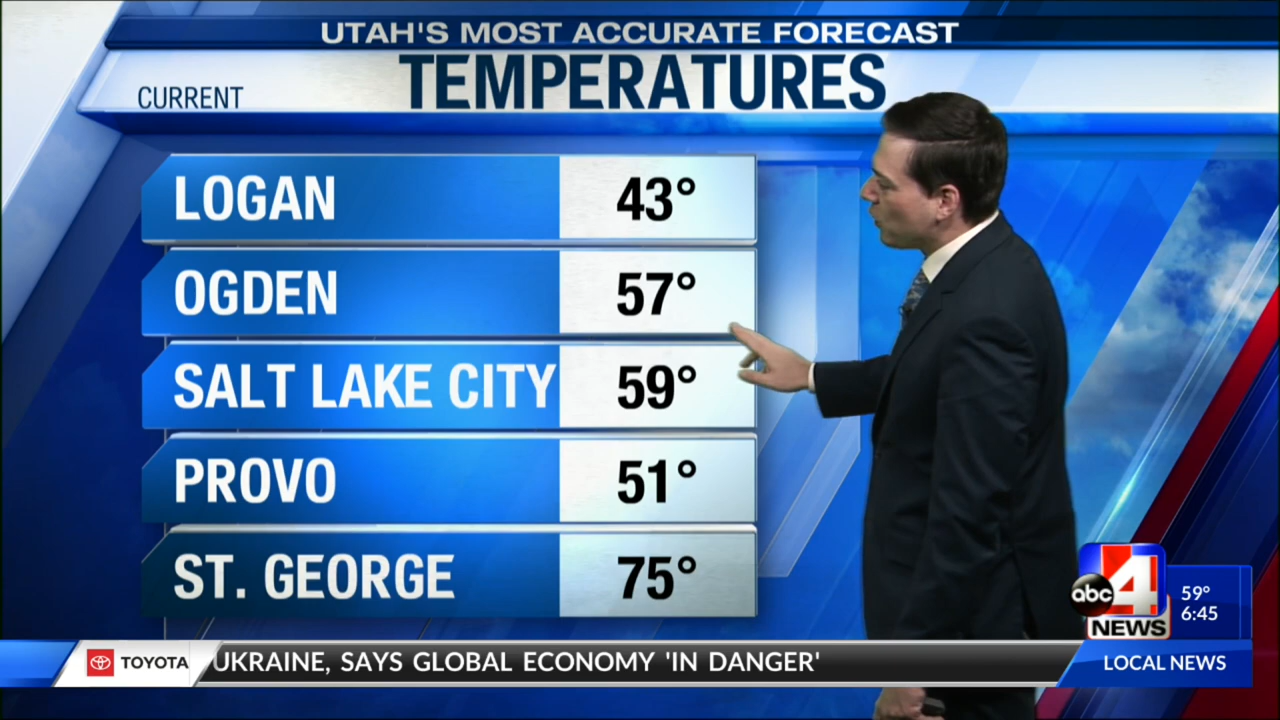 UTAH'S MOST ACCURATE FORECAST
CURRENT
TEMPERATURES
LOGAN 43°
OGDEN 57°
SALT LAKE CITY 59°
PROVO 51°
ST. GEORGE 75°
abc 4
NEWS
59°
6:45
TOYOTA
UKRAINE, SAYS GLOBAL ECONOMY 'IN DANGER'
LOCAL NEWS